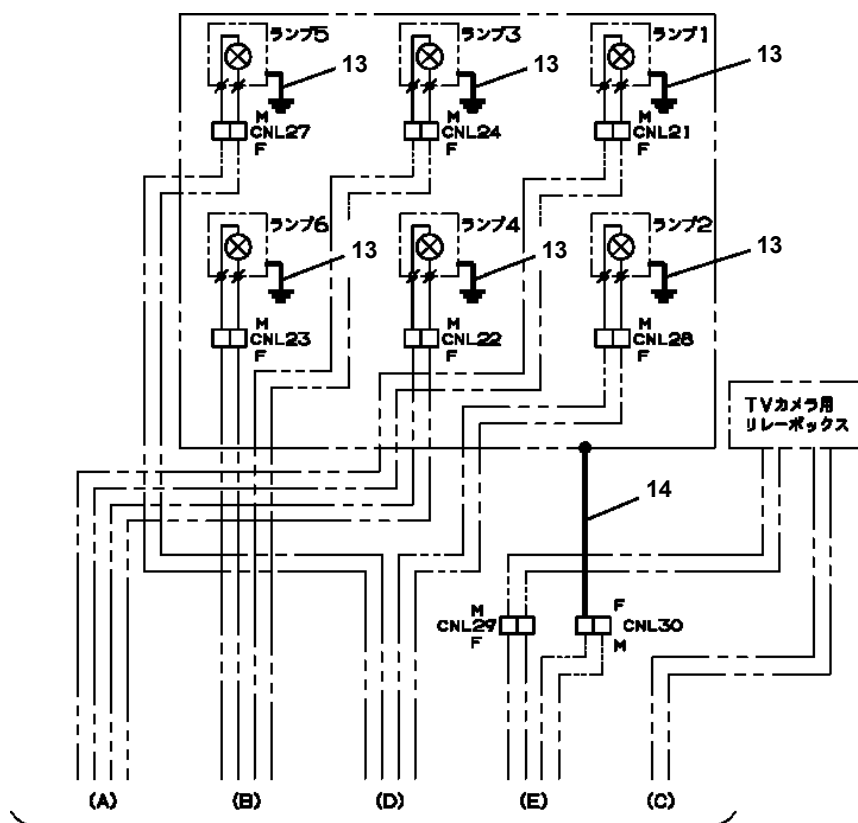 ランプ5 ランプ3 ランプ1
13 13 13
M M M
CNL27 CNL24 CNL21
F F F
ランプ6 ランプ4 ランプ2
13 13 13
M M M
CNL23 CNL22 CNL28
F F F
TVカメラ用
リレーボックス
14
M F
CNL29 CNL30
F M
(A) (B) (D) (E) (C)